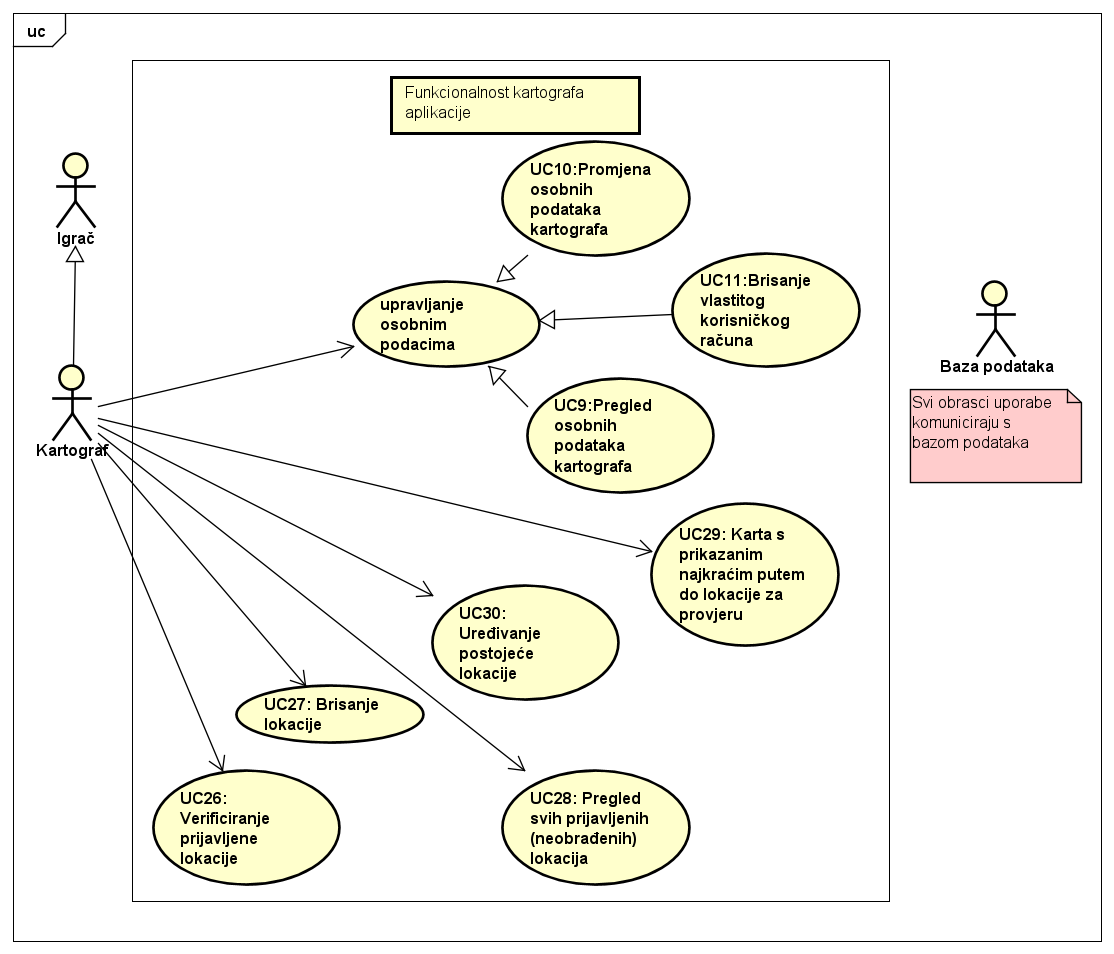 uc
Funkcionalnost kartografa
aplikacije
UC10:Promjena
osobnih
podataka
kartografa
Igrač
UC11:Brisanje
vlastitog
korisničkog
računa
upravljanje
osobnim
podacima
Baza podataka
Svi obrasci uporabe
komuniciraju s
bazom podataka
UC9:Pregled
osobnih
podataka
kartografa
Kartograf
UC29: Karta s
prikazanim
najkraćim putem
do lokacije za
provjeru
UC30:
Uređivanje
postojeće
lokacije
UC27: Brisanje
lokacije
UC26:
Verificiranje
prijavljene
lokacije
UC28: Pregled
svih prijavljenih
(neobrađenih)
lokacija